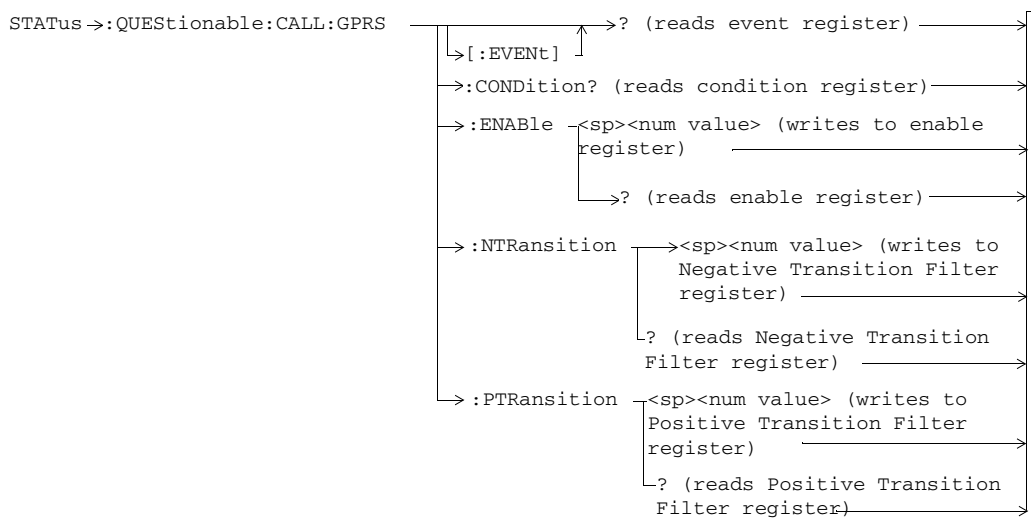 STATus :QUEStionable:CALL:GPRS ? (reads event register)
[:EVENt]
:CONDition? (reads condition register)
:ENABle <sp><num value> (writes to enable
register)
? (reads enable register)
:NTRansition <sp><num value> (writes to
Negative Transition Filter
register)
? (reads Negative Transition
Filter register)
:PTRansition <sp><num value> (writes to
Positive Transition Filter
register)
? (reads Positive Transition
Filter register)